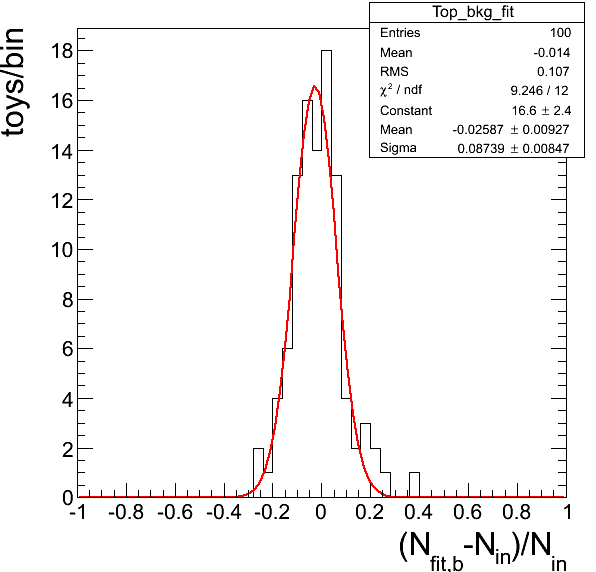 Top_bkg_fit
Entries 100
Mean -0.014
RMS 0.107
χ² / ndf 9.246 / 12
Constant 16.6 ± 2.4
Mean -0.02587 ± 0.00927
Sigma 0.08739 ± 0.00847
toys/bin
18
16
14
12
10
8
6
4
2
0
-1 -0.8 -0.6 -0.4 -0.2 0 0.2 0.4 0.6 0.8 1
(N_fit,b-N_in)/N_in